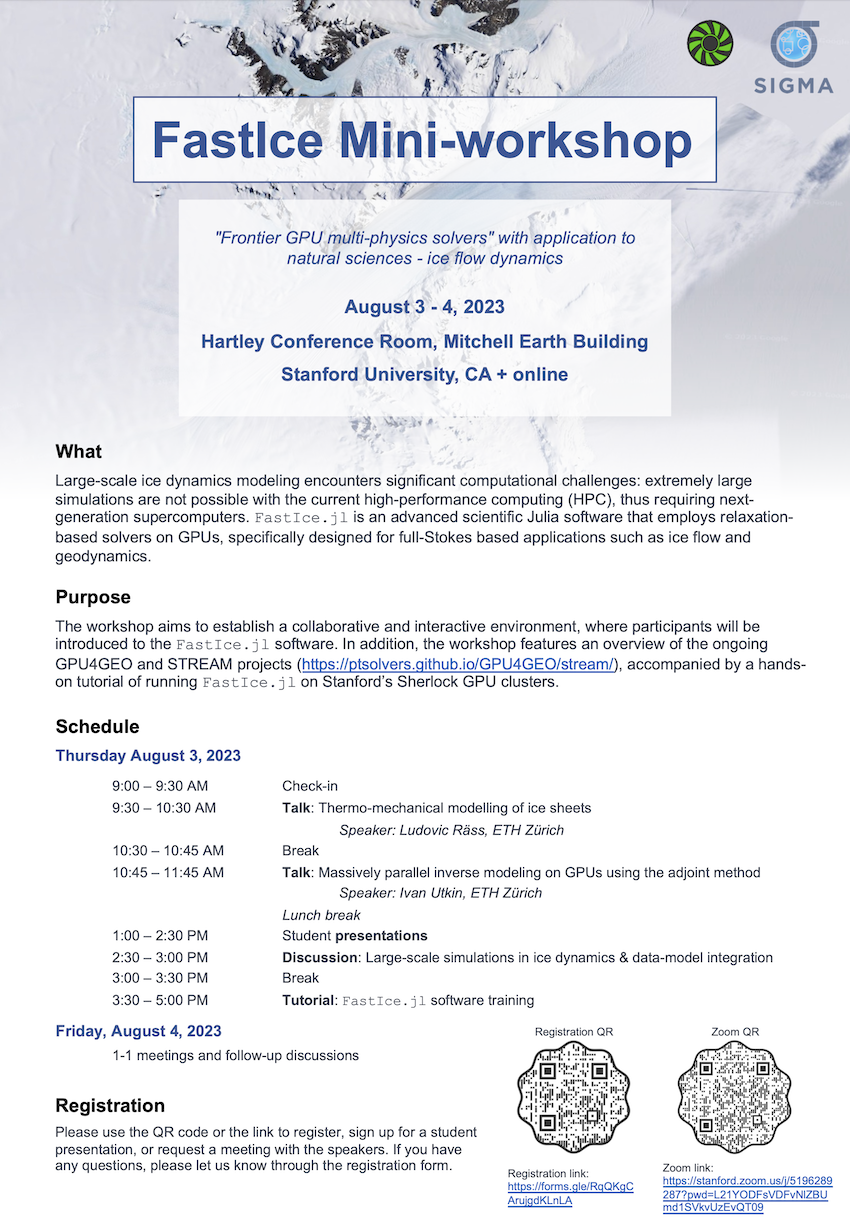 SIGMA
FastIce Mini-workshop
"Frontier GPU multi-physics solvers" with application to
natural sciences - ice flow dynamics
August 3 - 4, 2023
Hartley Conference Room, Mitchell Earth Building
Stanford University, CA + online
What
Large-scale ice dynamics modeling encounters significant computational challenges: extremely large
simulations are not possible with the current high-performance computing (HPC), thus requiring next-
generation supercomputers. FastIce.jl is an advanced scientific Julia software that employs relaxation-
based solvers on GPUs, specifically designed for full-Stokes based applications such as ice flow and
geodynamics.
Purpose
The workshop aims to establish a collaborative and interactive environment, where participants will be
introduced to the FastIce.jl software. In addition, the workshop features an overview of the ongoing
GPU4GEO and STREAM projects (https://ptsolvers.github.io/GPU4GEO/stream/), accompanied by a hands-
on tutorial of running FastIce.jl on Stanford’s Sherlock GPU clusters.
Schedule
Thursday August 3, 2023
9:00 – 9:30 AM Check-in
9:30 – 10:30 AM Talk: Thermo-mechanical modelling of ice sheets
Speaker: Ludovic Räss, ETH Zürich
10:30 – 10:45 AM Break
10:45 – 11:45 AM Talk: Massively parallel inverse modeling on GPUs using the adjoint method
Speaker: Ivan Utkin, ETH Zürich
Lunch break
1:00 – 2:30 PM Student presentations
2:30 – 3:00 PM Discussion: Large-scale simulations in ice dynamics & data-model integration
3:00 – 3:30 PM Break
3:30 – 5:00 PM Tutorial: FastIce.jl software training
Friday, August 4, 2023
1-1 meetings and follow-up discussions
Registration
Please use the QR code or the link to register, sign up for a student
presentation, or request a meeting with the speakers. If you have
any questions, please let us know through the registration form.
Registration QR
Registration link:
https://forms.gle/RqQKgC
ArujgdKLnLA
Zoom QR
Zoom link:
https://stanford.zoom.us/j/5196289
287?pwd=L21YODFsVDFvNlZBU
md1SVkvUzEvQT09